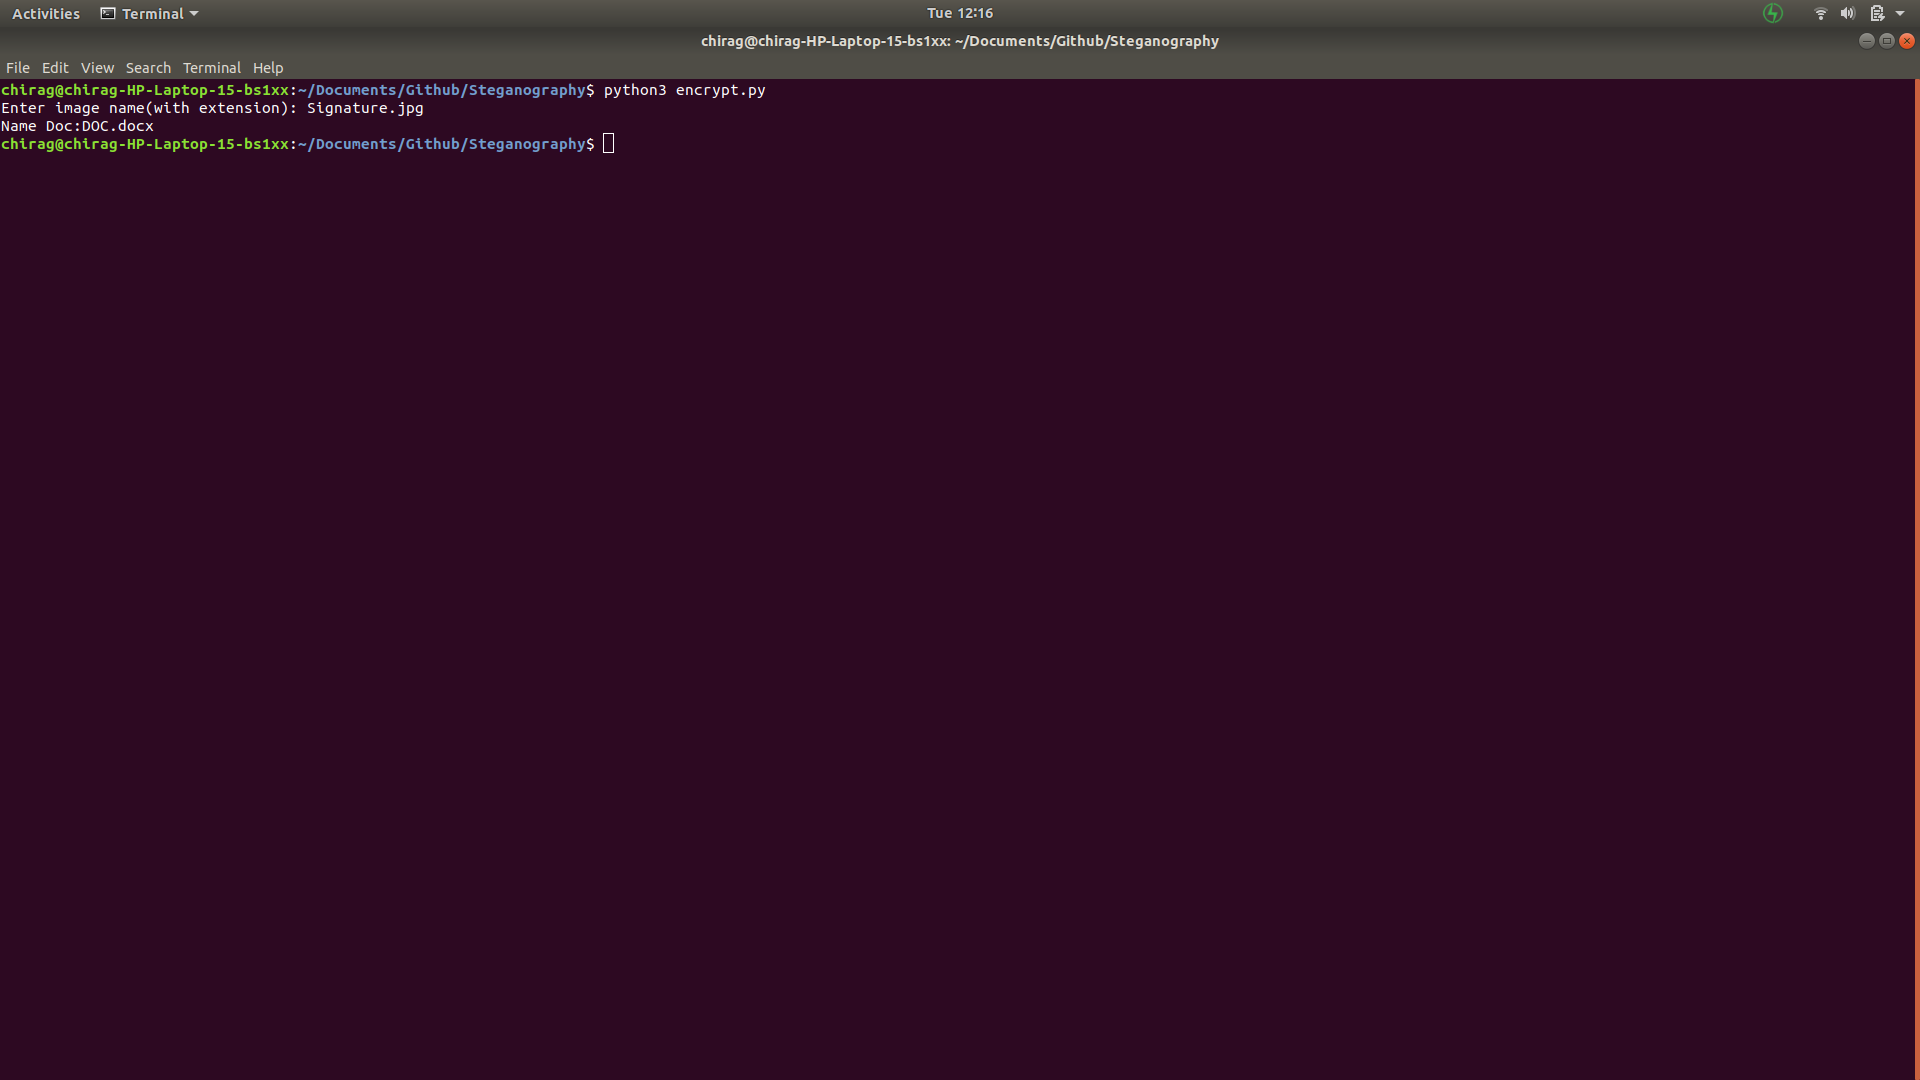 Activities Terminal Tue 12:16
chirag@chirag-HP-Laptop-15-bs1xx: ~/Documents/Github/Steganography
File Edit View Search Terminal Help
chirag@chirag-HP-Laptop-15-bs1xx:~/Documents/Github/Steganography$ python3 encrypt.py
Enter image name(with extension): Signature.jpg
Name Doc:DOC.docx
chirag@chirag-HP-Laptop-15-bs1xx:~/Documents/Github/Steganography$